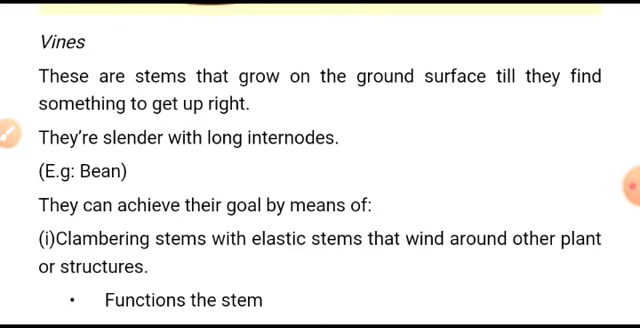 Vines
These are stems that grow on the ground surface till they find
something to get up right.
They're slender with long internodes.
(E.g: Bean)
They can achieve their goal by means of:
(i)Clambering stems with elastic stems that wind around other plant
or structures.
• Functions the stem